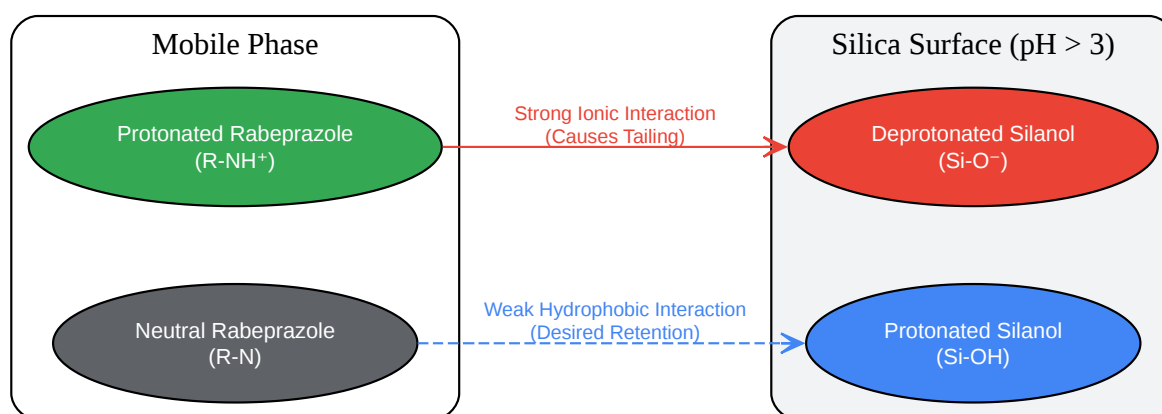 Mobile Phase
Silica Surface (pH > 3)
Protonated Rabeprazole
(R-NH⁺)
Strong Ionic Interaction
(Causes Tailing)
Deprotonated Silanol
(Si-O⁻)
Neutral Rabeprazole
(R-N)
Weak Hydrophobic Interaction
(Desired Retention)
Protonated Silanol
(Si-OH)